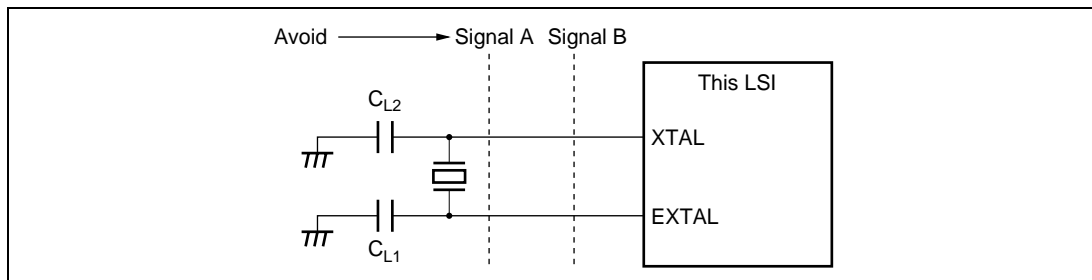 Avoid Signal A Signal B
This LSI
CL2
XTAL
EXTAL
CL1